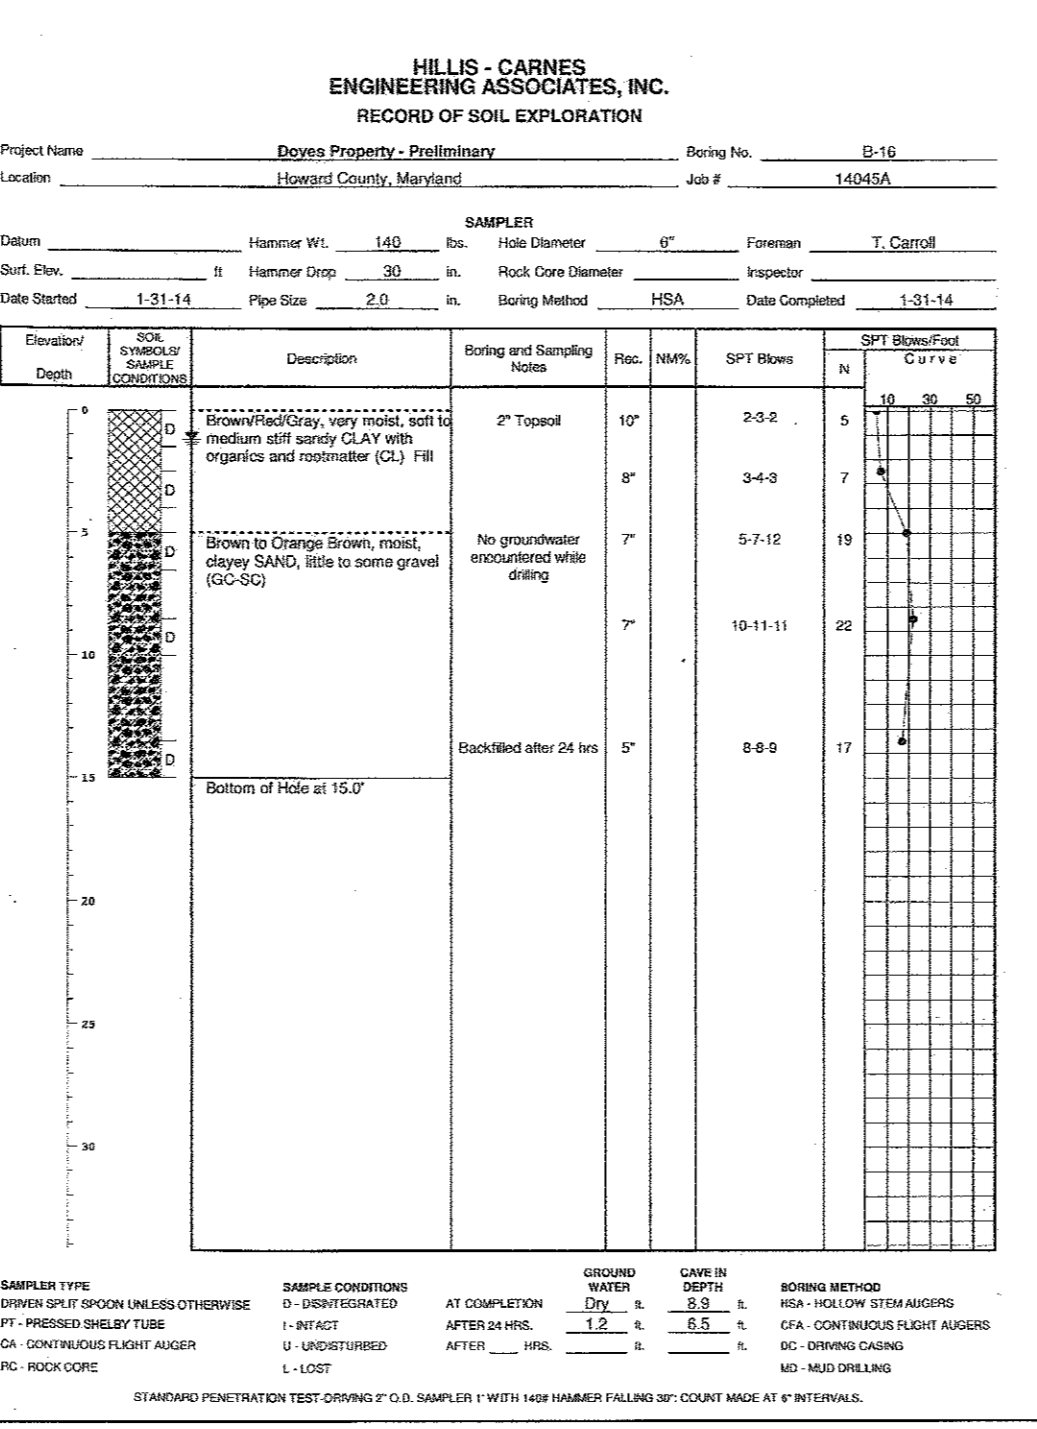 HILLIS - CARNES
ENGINEERING ASSOCIATES, INC.
RECORD OF SOIL EXPLORATION
Project Name Doves Property - Preliminary Boring No. B-16
Location Howard County, Maryland Job # 14045A
SAMPLER
Datum Hammer Wt. 140 lbs. Hole Diameter 6" Foreman T. Carroll
Surf. Elev. ft Hammer Drop 30 in. Rock Core Diameter Inspector
Date Started 1-31-14 Pipe Size 2.0 in. Boring Method HSA Date Completed 1-31-14
Elevation/
Depth
SOIL
SYMBOLS/
SAMPLE
CONDITIONS
Description
Boring and Sampling
Notes
Rec.
NM%
SPT Blows
SPT Blows/Foot
N
Curve
10 30 50
0
D
Brown/Red/Gray, very moist, soft to
medium stiff sandy CLAY with
organics and rootmatter (CL) Fill
2" Topsoil
10"
2-3-2
5
D
8"
3-4-3
7
5
D
Brown to Orange Brown, moist,
clayey SAND, little to some gravel
(GC-SC)
No groundwater
encountered while
drilling
7"
5-7-12
19
D
7"
10-11-11
22
10
D
Backfilled after 24 hrs
5"
8-8-9
17
15
Bottom of Hole at 15.0'
20
25
30
SAMPLER TYPE
DRIVEN SPLIT SPOON UNLESS OTHERWISE
PT - PRESSED SHELBY TUBE
CA - CONTINUOUS FLIGHT AUGER
RC - ROCK CORE
SAMPLE CONDITIONS
D - DISINTEGRATED
I - INTACT
U - UNDISTURBED
L - LOST
GROUND
WATER
CAVE IN
DEPTH
AT COMPLETION Dry ft. 8.9 ft.
AFTER 24 HRS. 1.2 ft. 6.5 ft.
AFTER ____ HRS. ft. ft.
BORING METHOD
HSA - HOLLOW STEM AUGERS
CFA - CONTINUOUS FLIGHT AUGERS
DC - DRIVING CASING
MD - MUD DRILLING
STANDARD PENETRATION TEST-DRIVING 2" O.D. SAMPLER 1' WITH 140# HAMMER FALLING 30": COUNT MADE AT 6" INTERVALS.